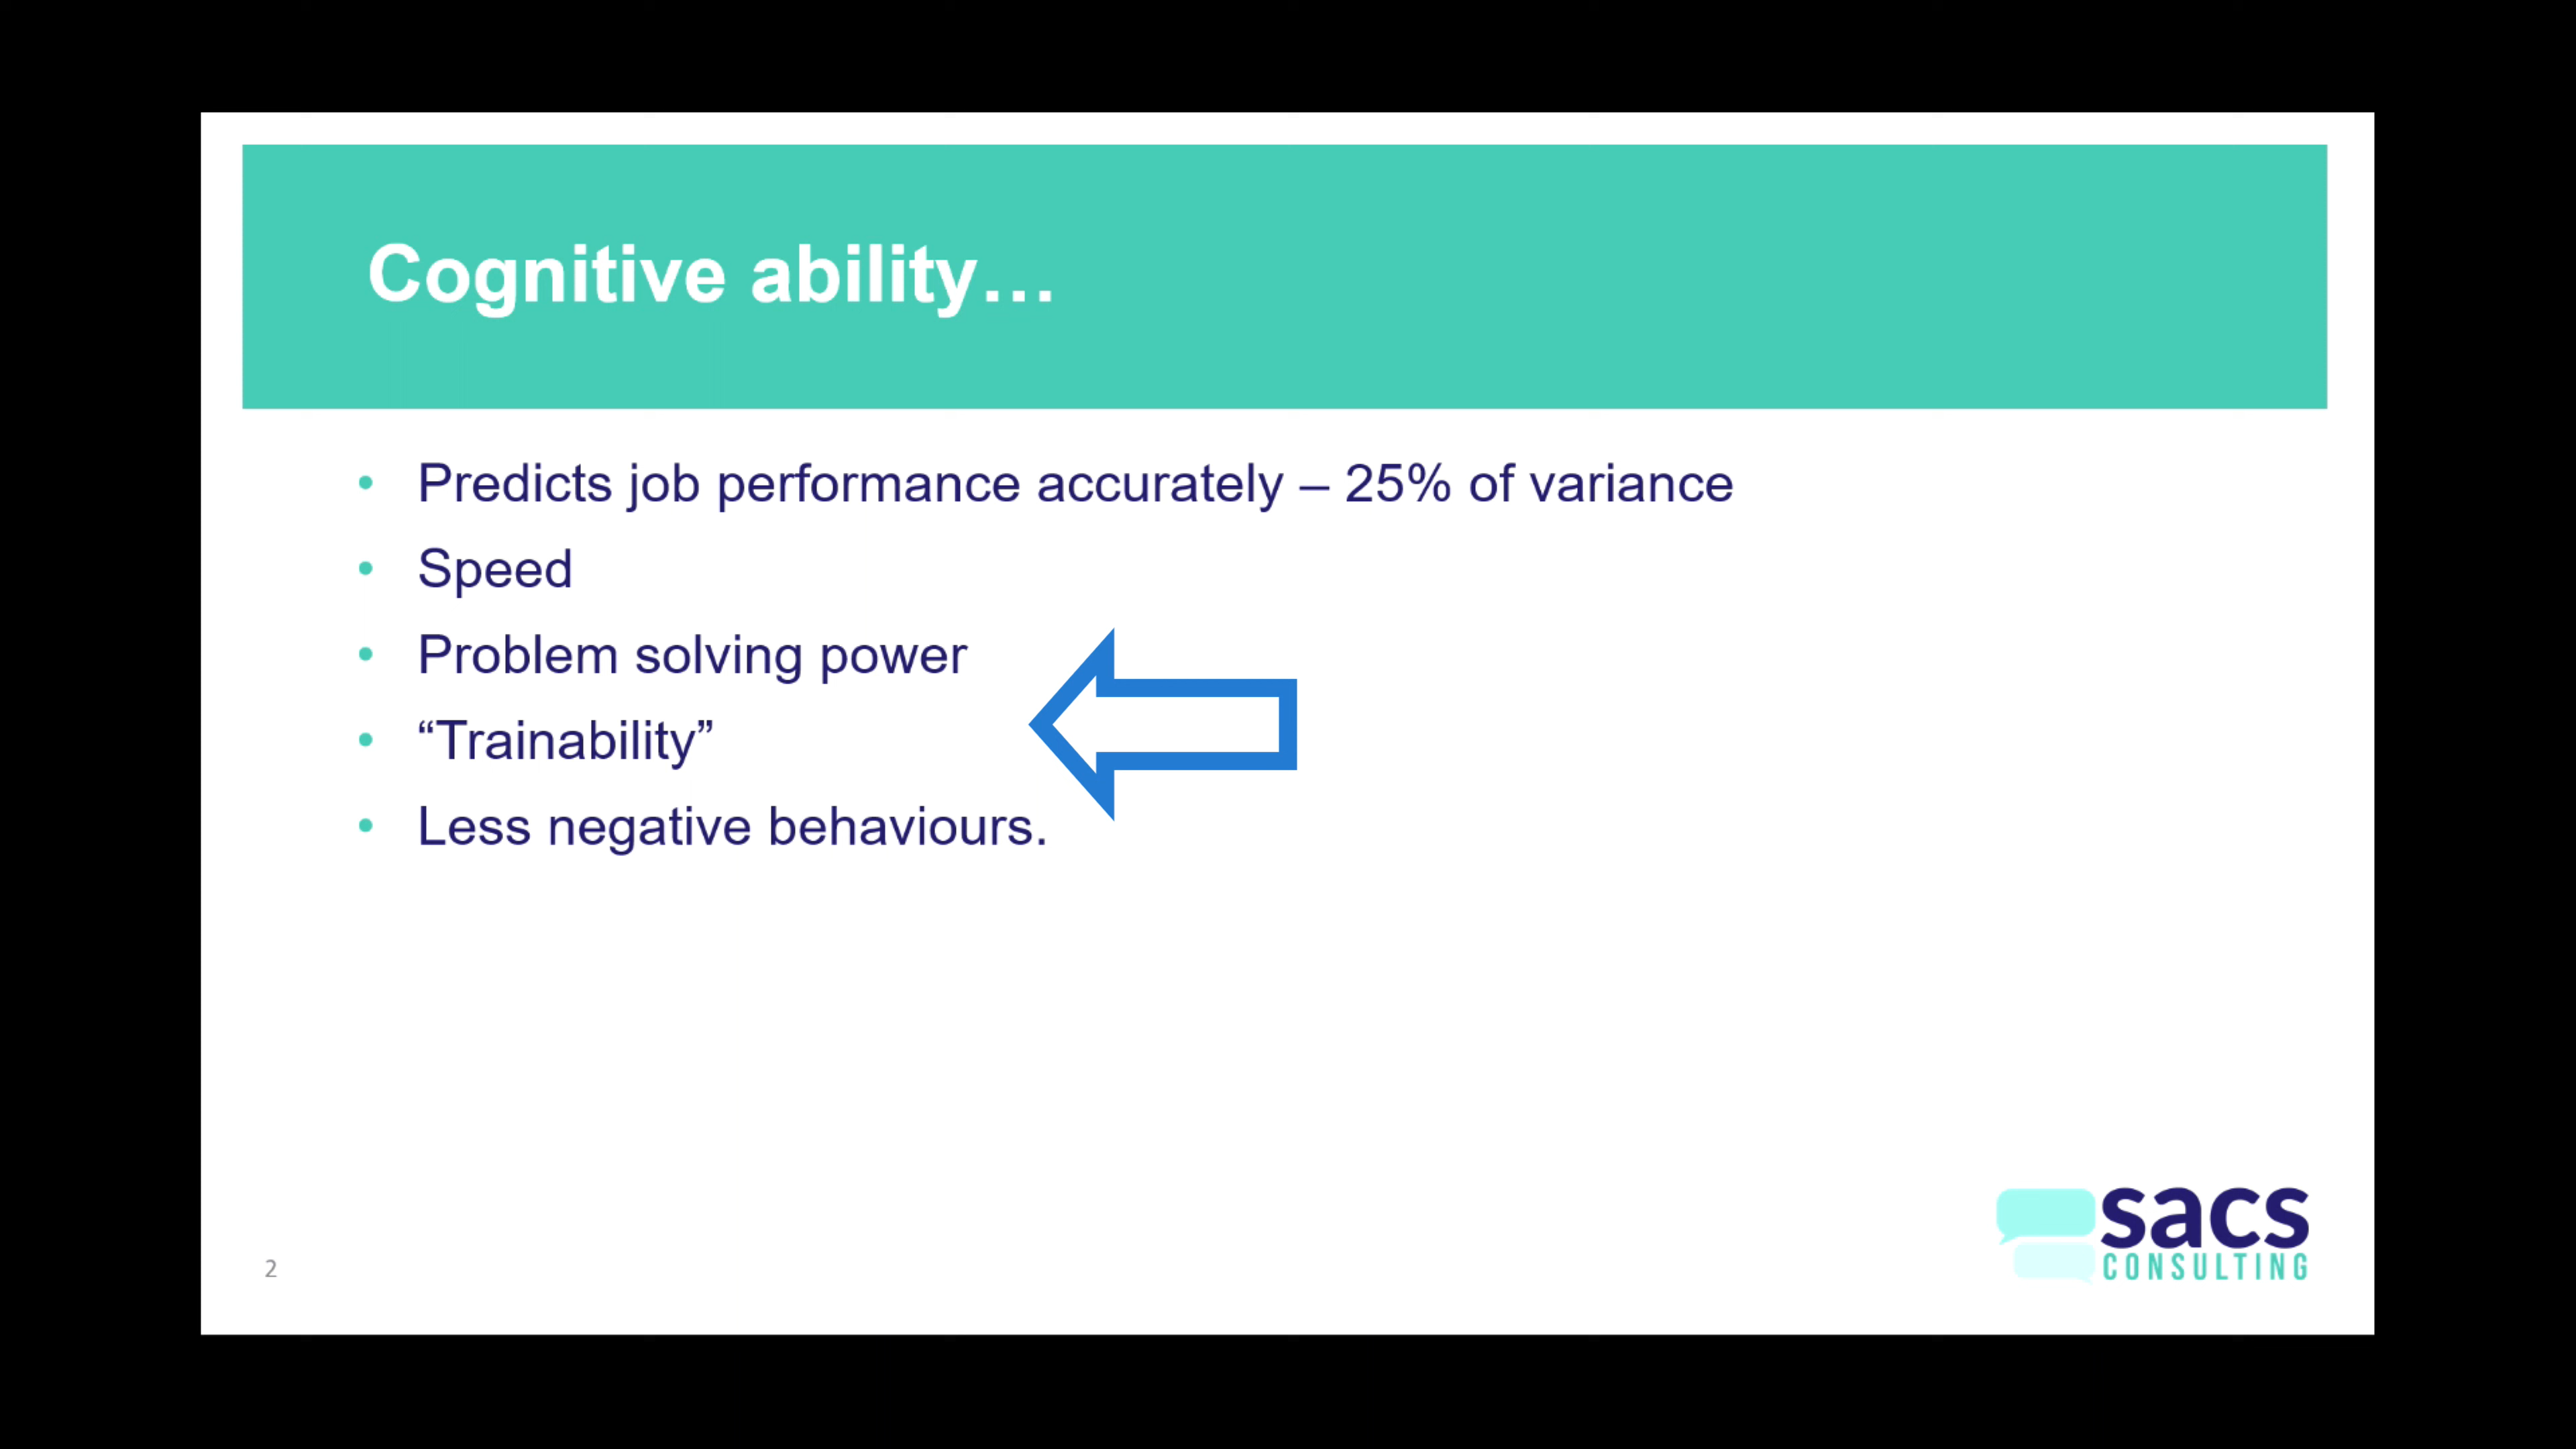 Cognitive ability…
• Predicts job performance accurately – 25% of variance
• Speed
• Problem solving power
• “Trainability”
• Less negative behaviours.
2
sacs
CONSULTING